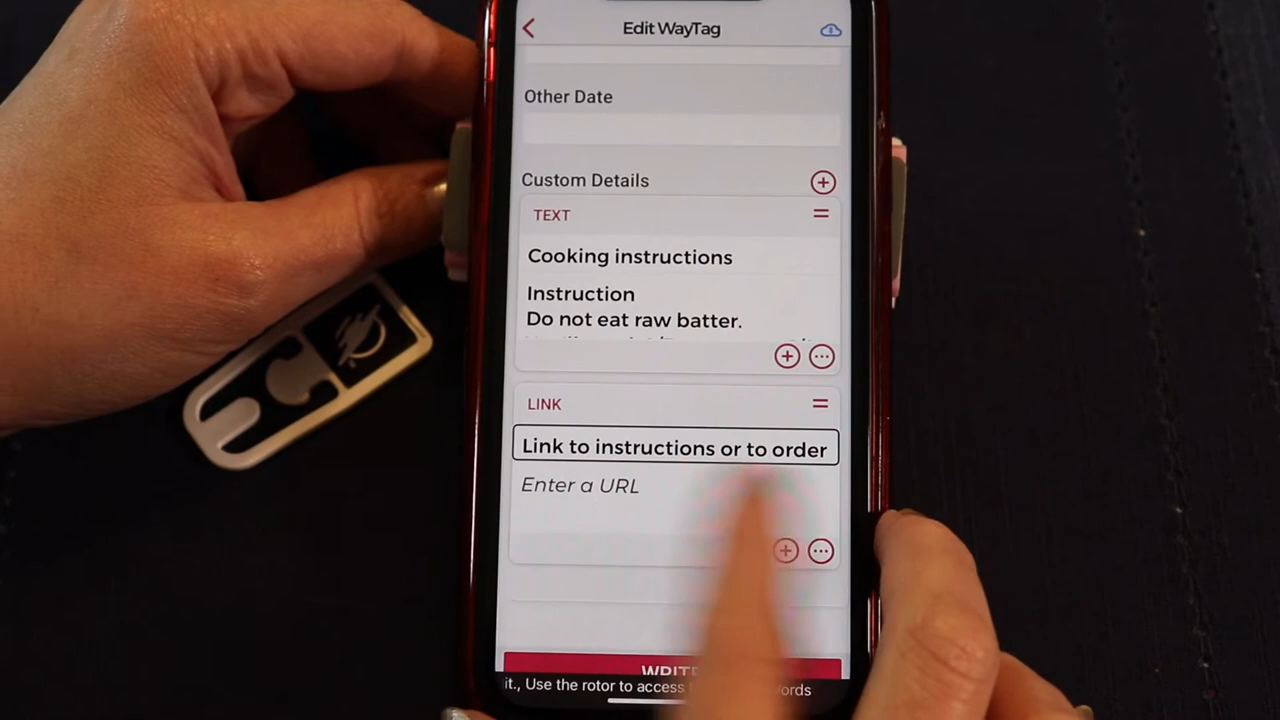 Edit WayTag
Other Date
Custom Details
TEXT
Cooking instructions
Instruction
Do not eat raw batter.
LINK
Link to instructions or to order
Enter a URL
WRITE
it., Use the rotor to access